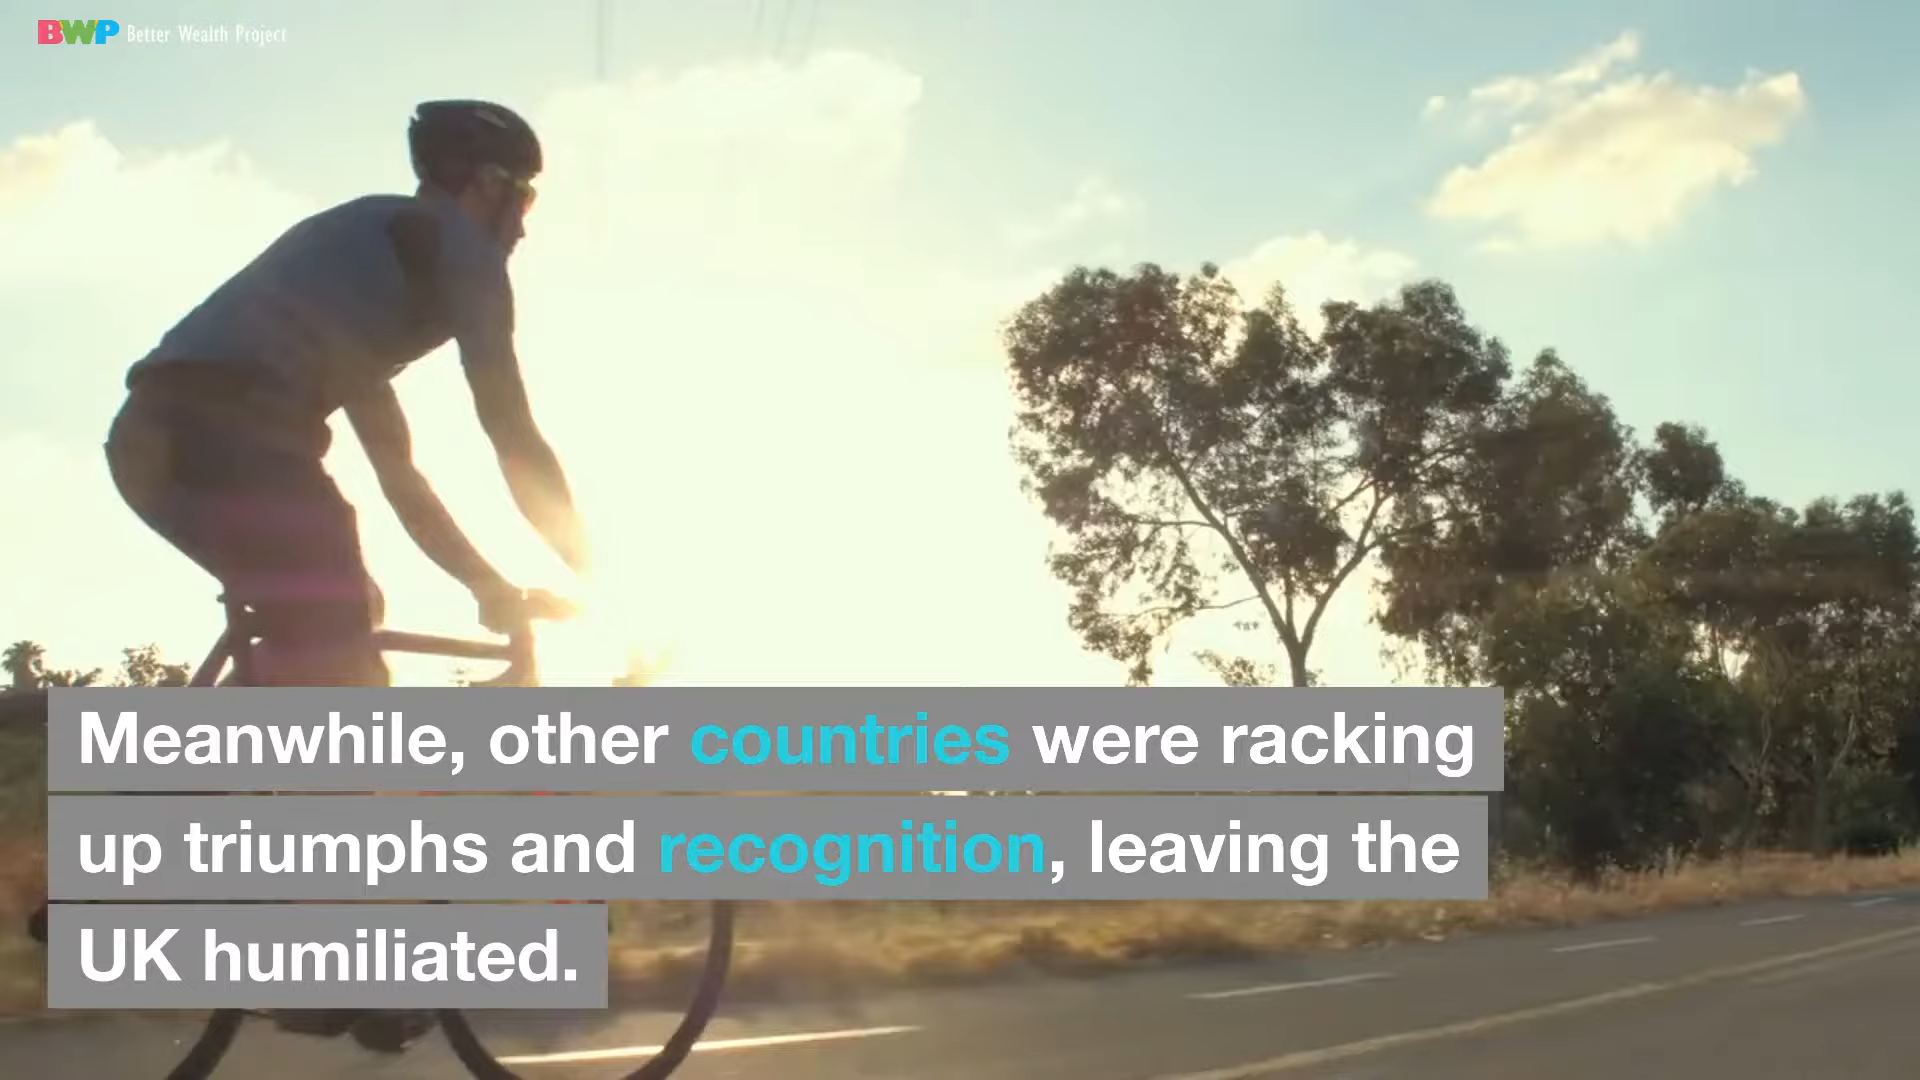 BWP Better Wealth Project
Meanwhile, other countries were racking
up triumphs and recognition, leaving the
UK humiliated.